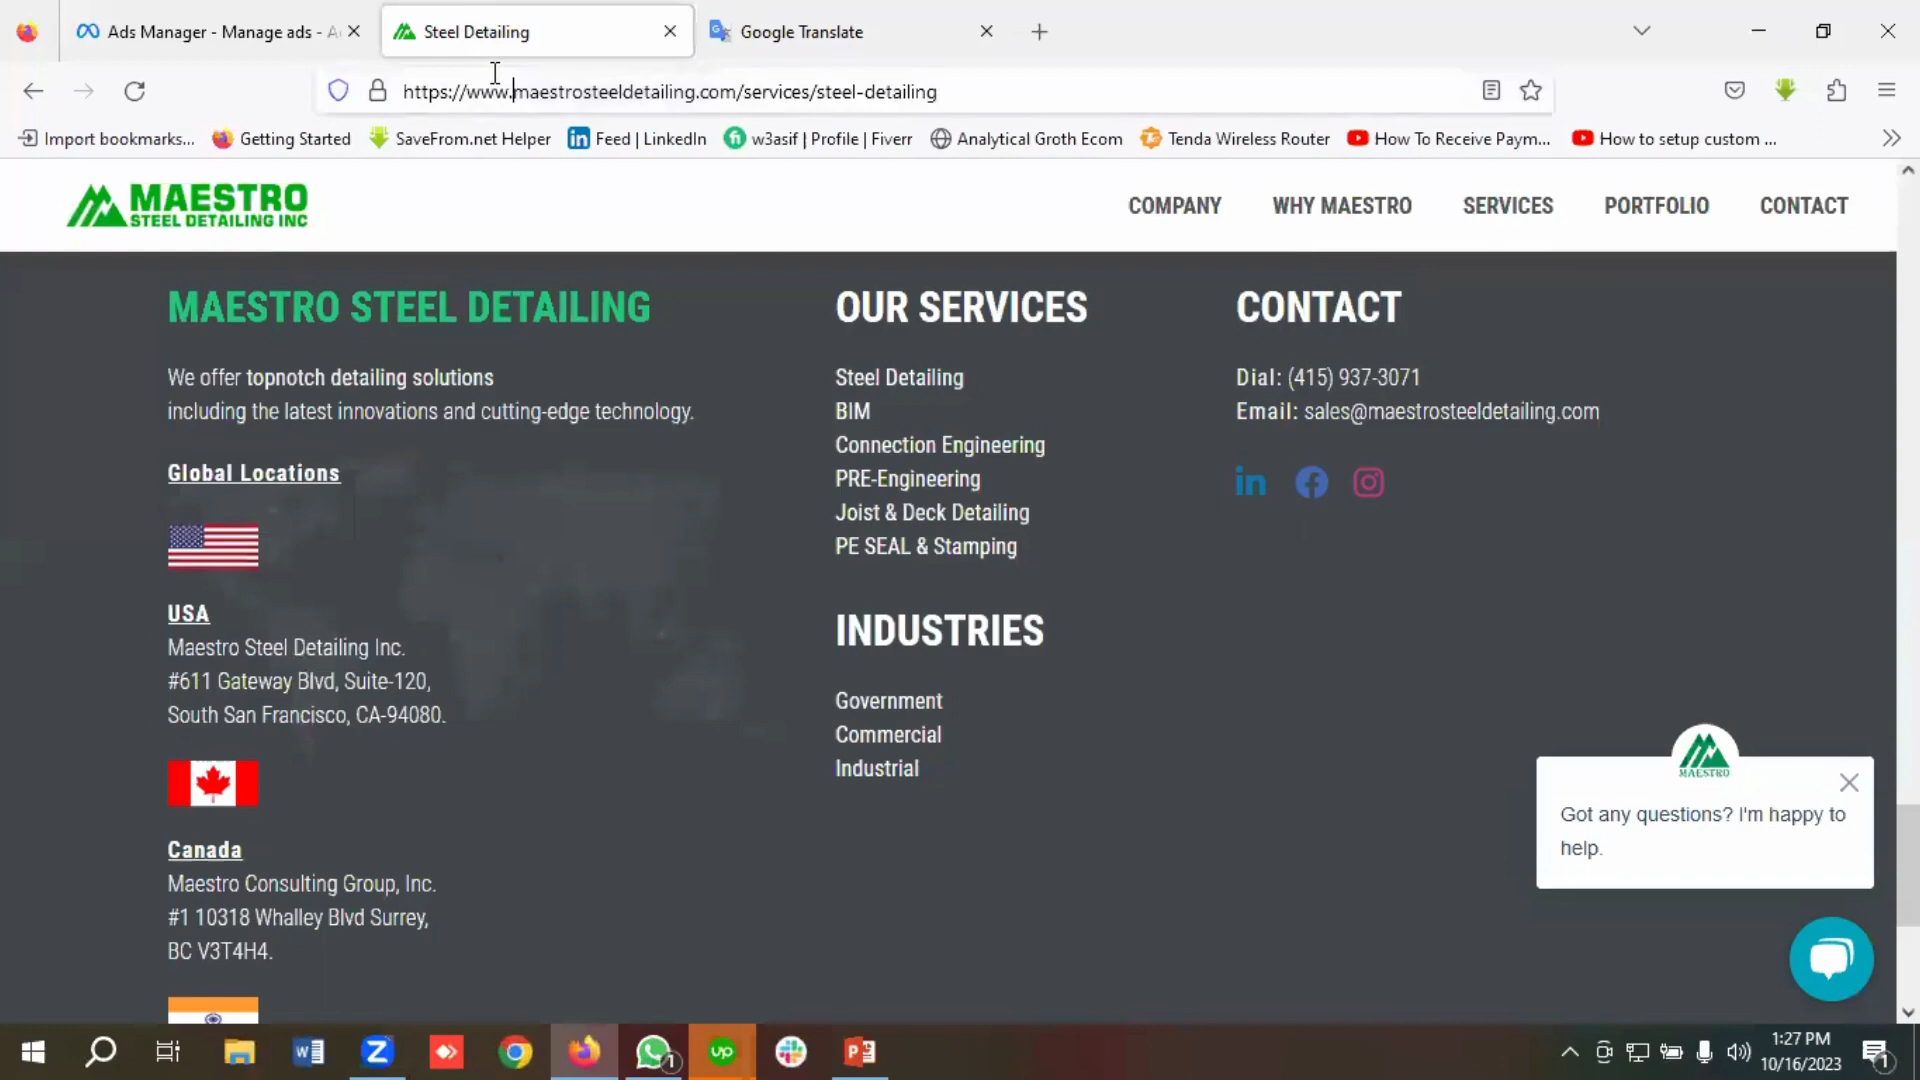 Ads Manager - Manage ads - A
Steel Detailing
Google Translate
https://www.maestrosteeldetailing.com/services/steel-detailing
Import bookmarks...
Getting Started
SaveFrom.net Helper
Feed | LinkedIn
w3asif | Profile | Fiverr
Analytical Groth Ecom
Tenda Wireless Router
How To Receive Paym...
How to setup custom ...
MAESTRO
STEEL DETAILING INC
COMPANY
WHY MAESTRO
SERVICES
PORTFOLIO
CONTACT
MAESTRO STEEL DETAILING
We offer topnotch detailing solutions
including the latest innovations and cutting-edge technology.
Global Locations
USA
Maestro Steel Detailing Inc.
#611 Gateway Blvd, Suite-120,
South San Francisco, CA-94080.
Canada
Maestro Consulting Group, Inc.
#1 10318 Whalley Blvd Surrey,
BC V3T4H4.
OUR SERVICES
Steel Detailing
BIM
Connection Engineering
PRE-Engineering
Joist & Deck Detailing
PE SEAL & Stamping
INDUSTRIES
Government
Commercial
Industrial
CONTACT
Dial: (415) 937-3071
Email: sales@maestrosteeldetailing.com
MAESTRO
Got any questions? I'm happy to
help.
1:27 PM
10/16/2023